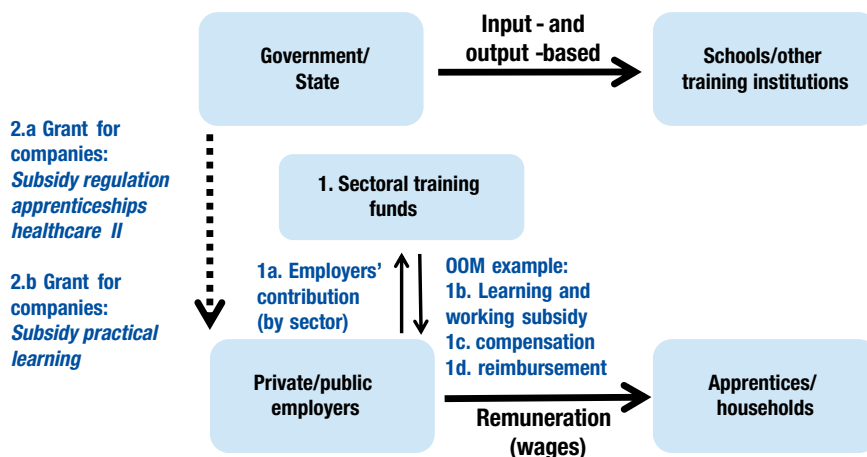 Government/
State
Input - and
output -based
Schools/other
training institutions
2.a Grant for
companies:
Subsidy regulation
apprenticeships
healthcare II
2.b Grant for
companies:
Subsidy practical
learning
1. Sectoral training
funds
1a. Employers’
contribution
(by sector)
OOM example:
1b. Learning and
working subsidy
1c. compensation
1d. reimbursement
Private/public
employers
Remuneration
(wages)
Apprentices/
households